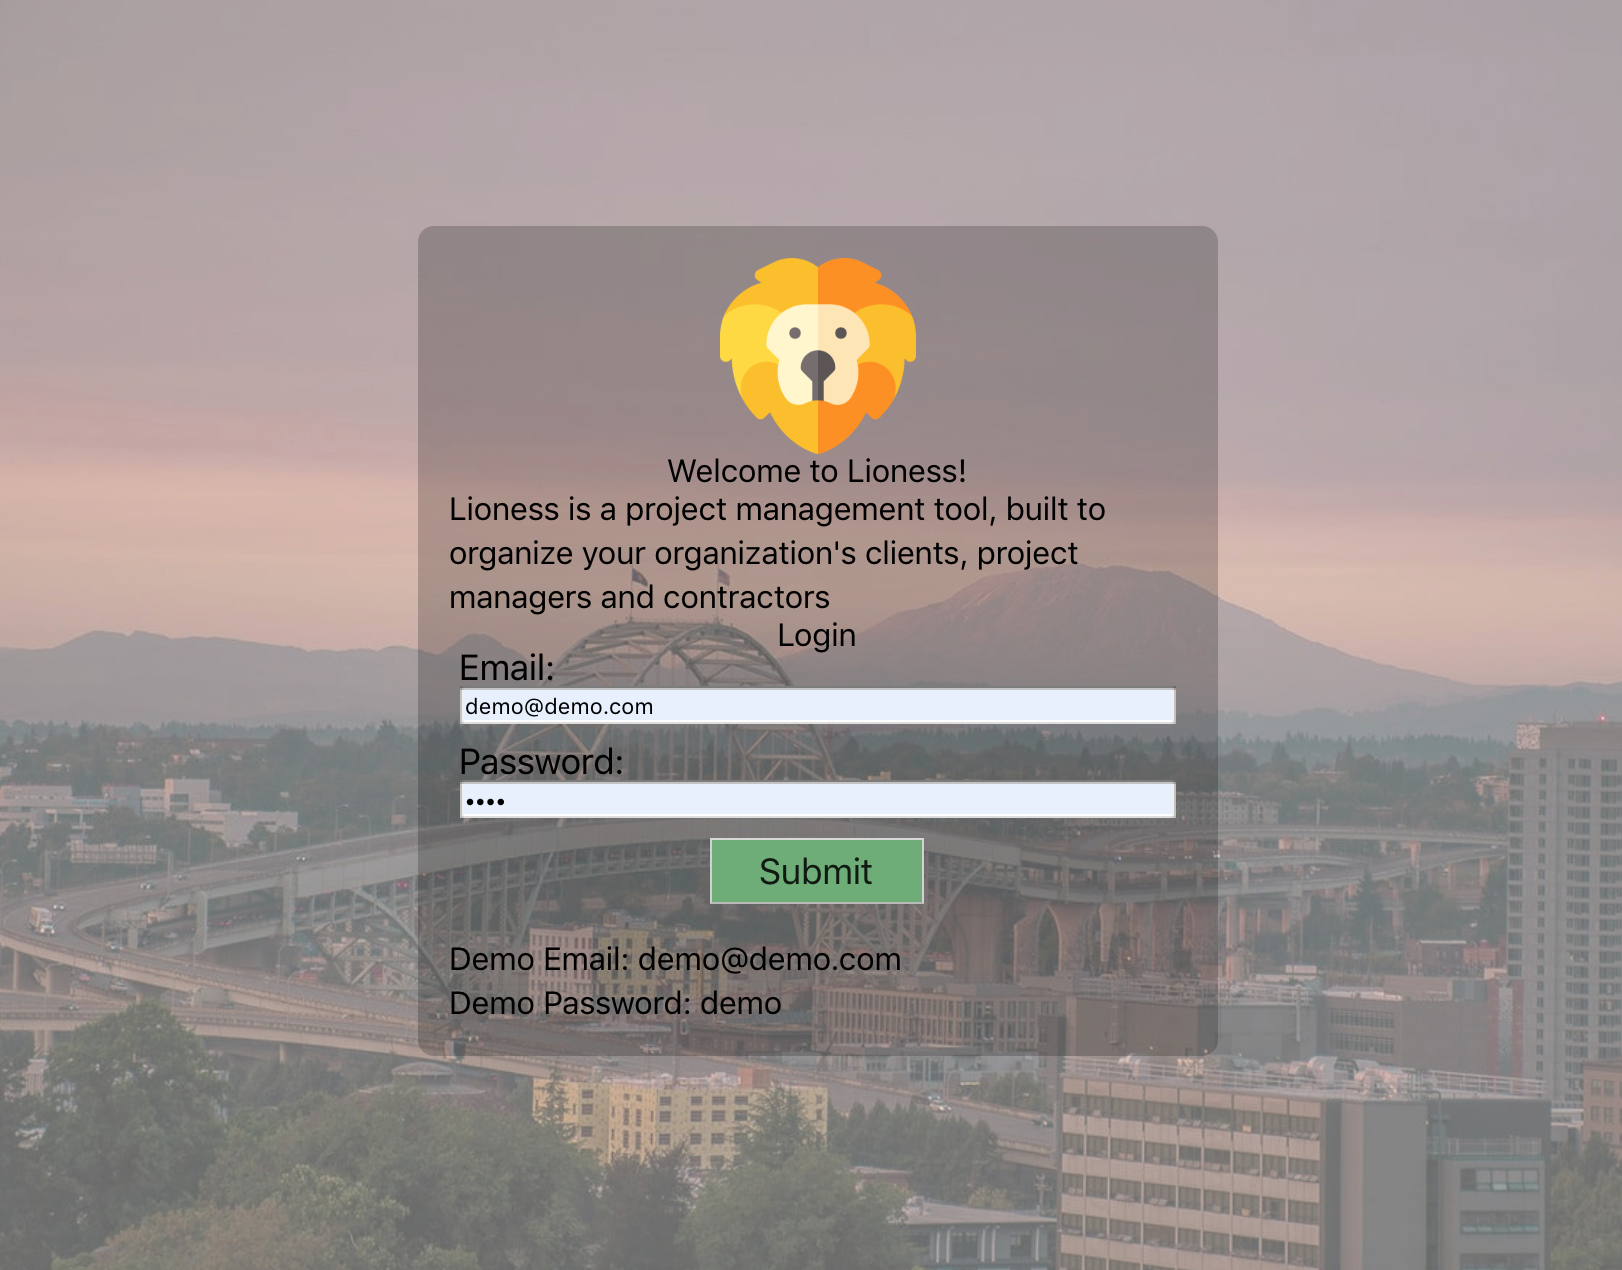 Welcome to Lioness!
Lioness is a project management tool, built to
organize your organization's clients, project
managers and contractors
Login
Email:
demo@demo.com
Password:
••••
Submit
Demo Email: demo@demo.com
Demo Password: demo